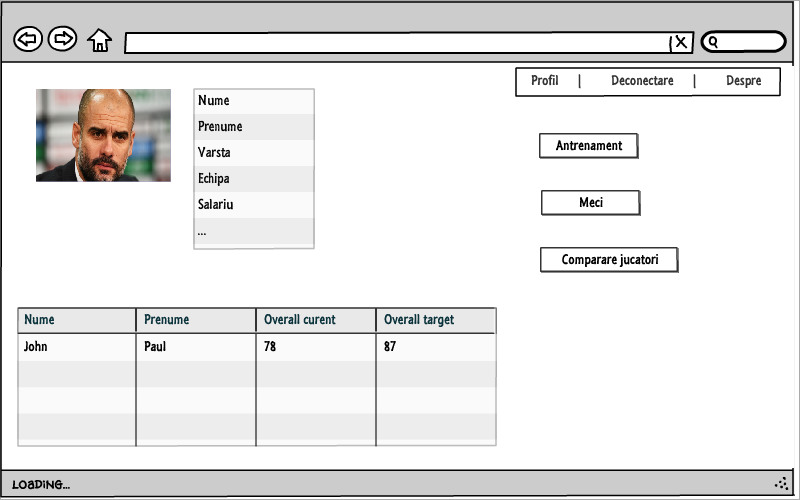 Profil | Deconectare | Despre
Nume
Prenume
Varsta
Echipa
Salariu
...
Antrenament
Meci
Comparare jucatori
Nume Prenume Overall curent Overall target
John Paul 78 87
LOADING...